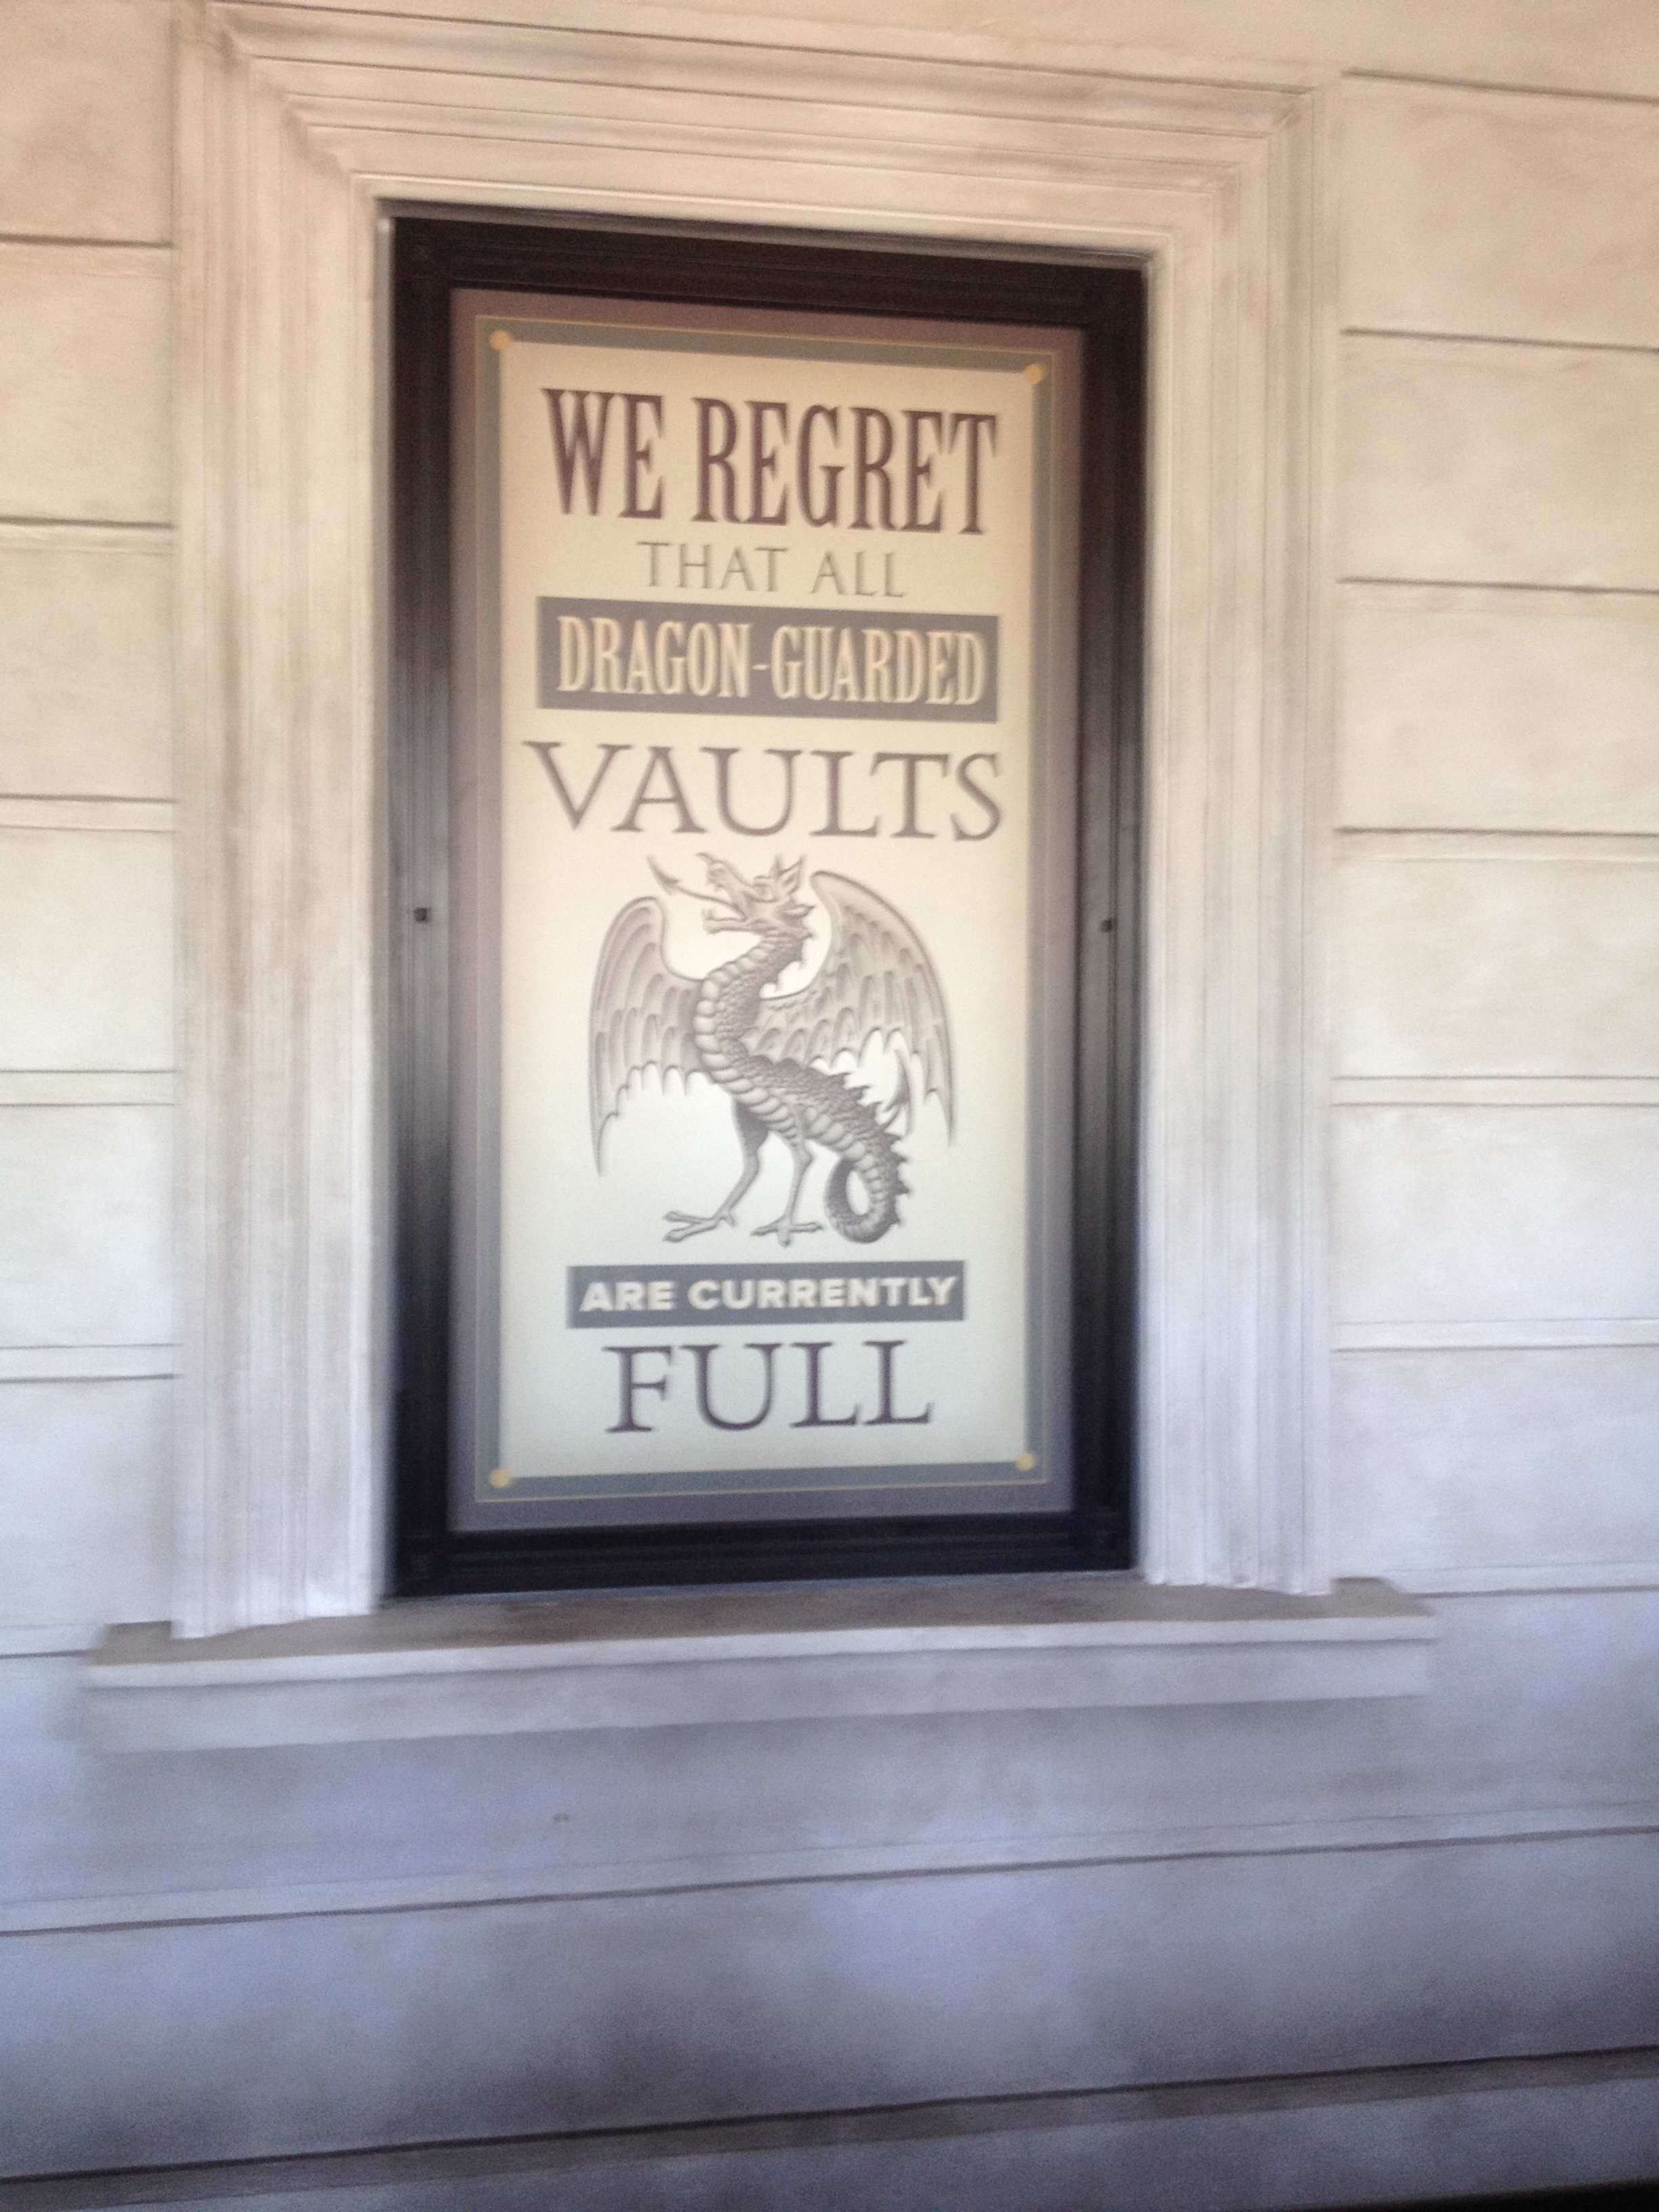 WE REGRET
THAT ALL
DRAGON-GUARDED
VAULTS
ARE CURRENTLY
FULL